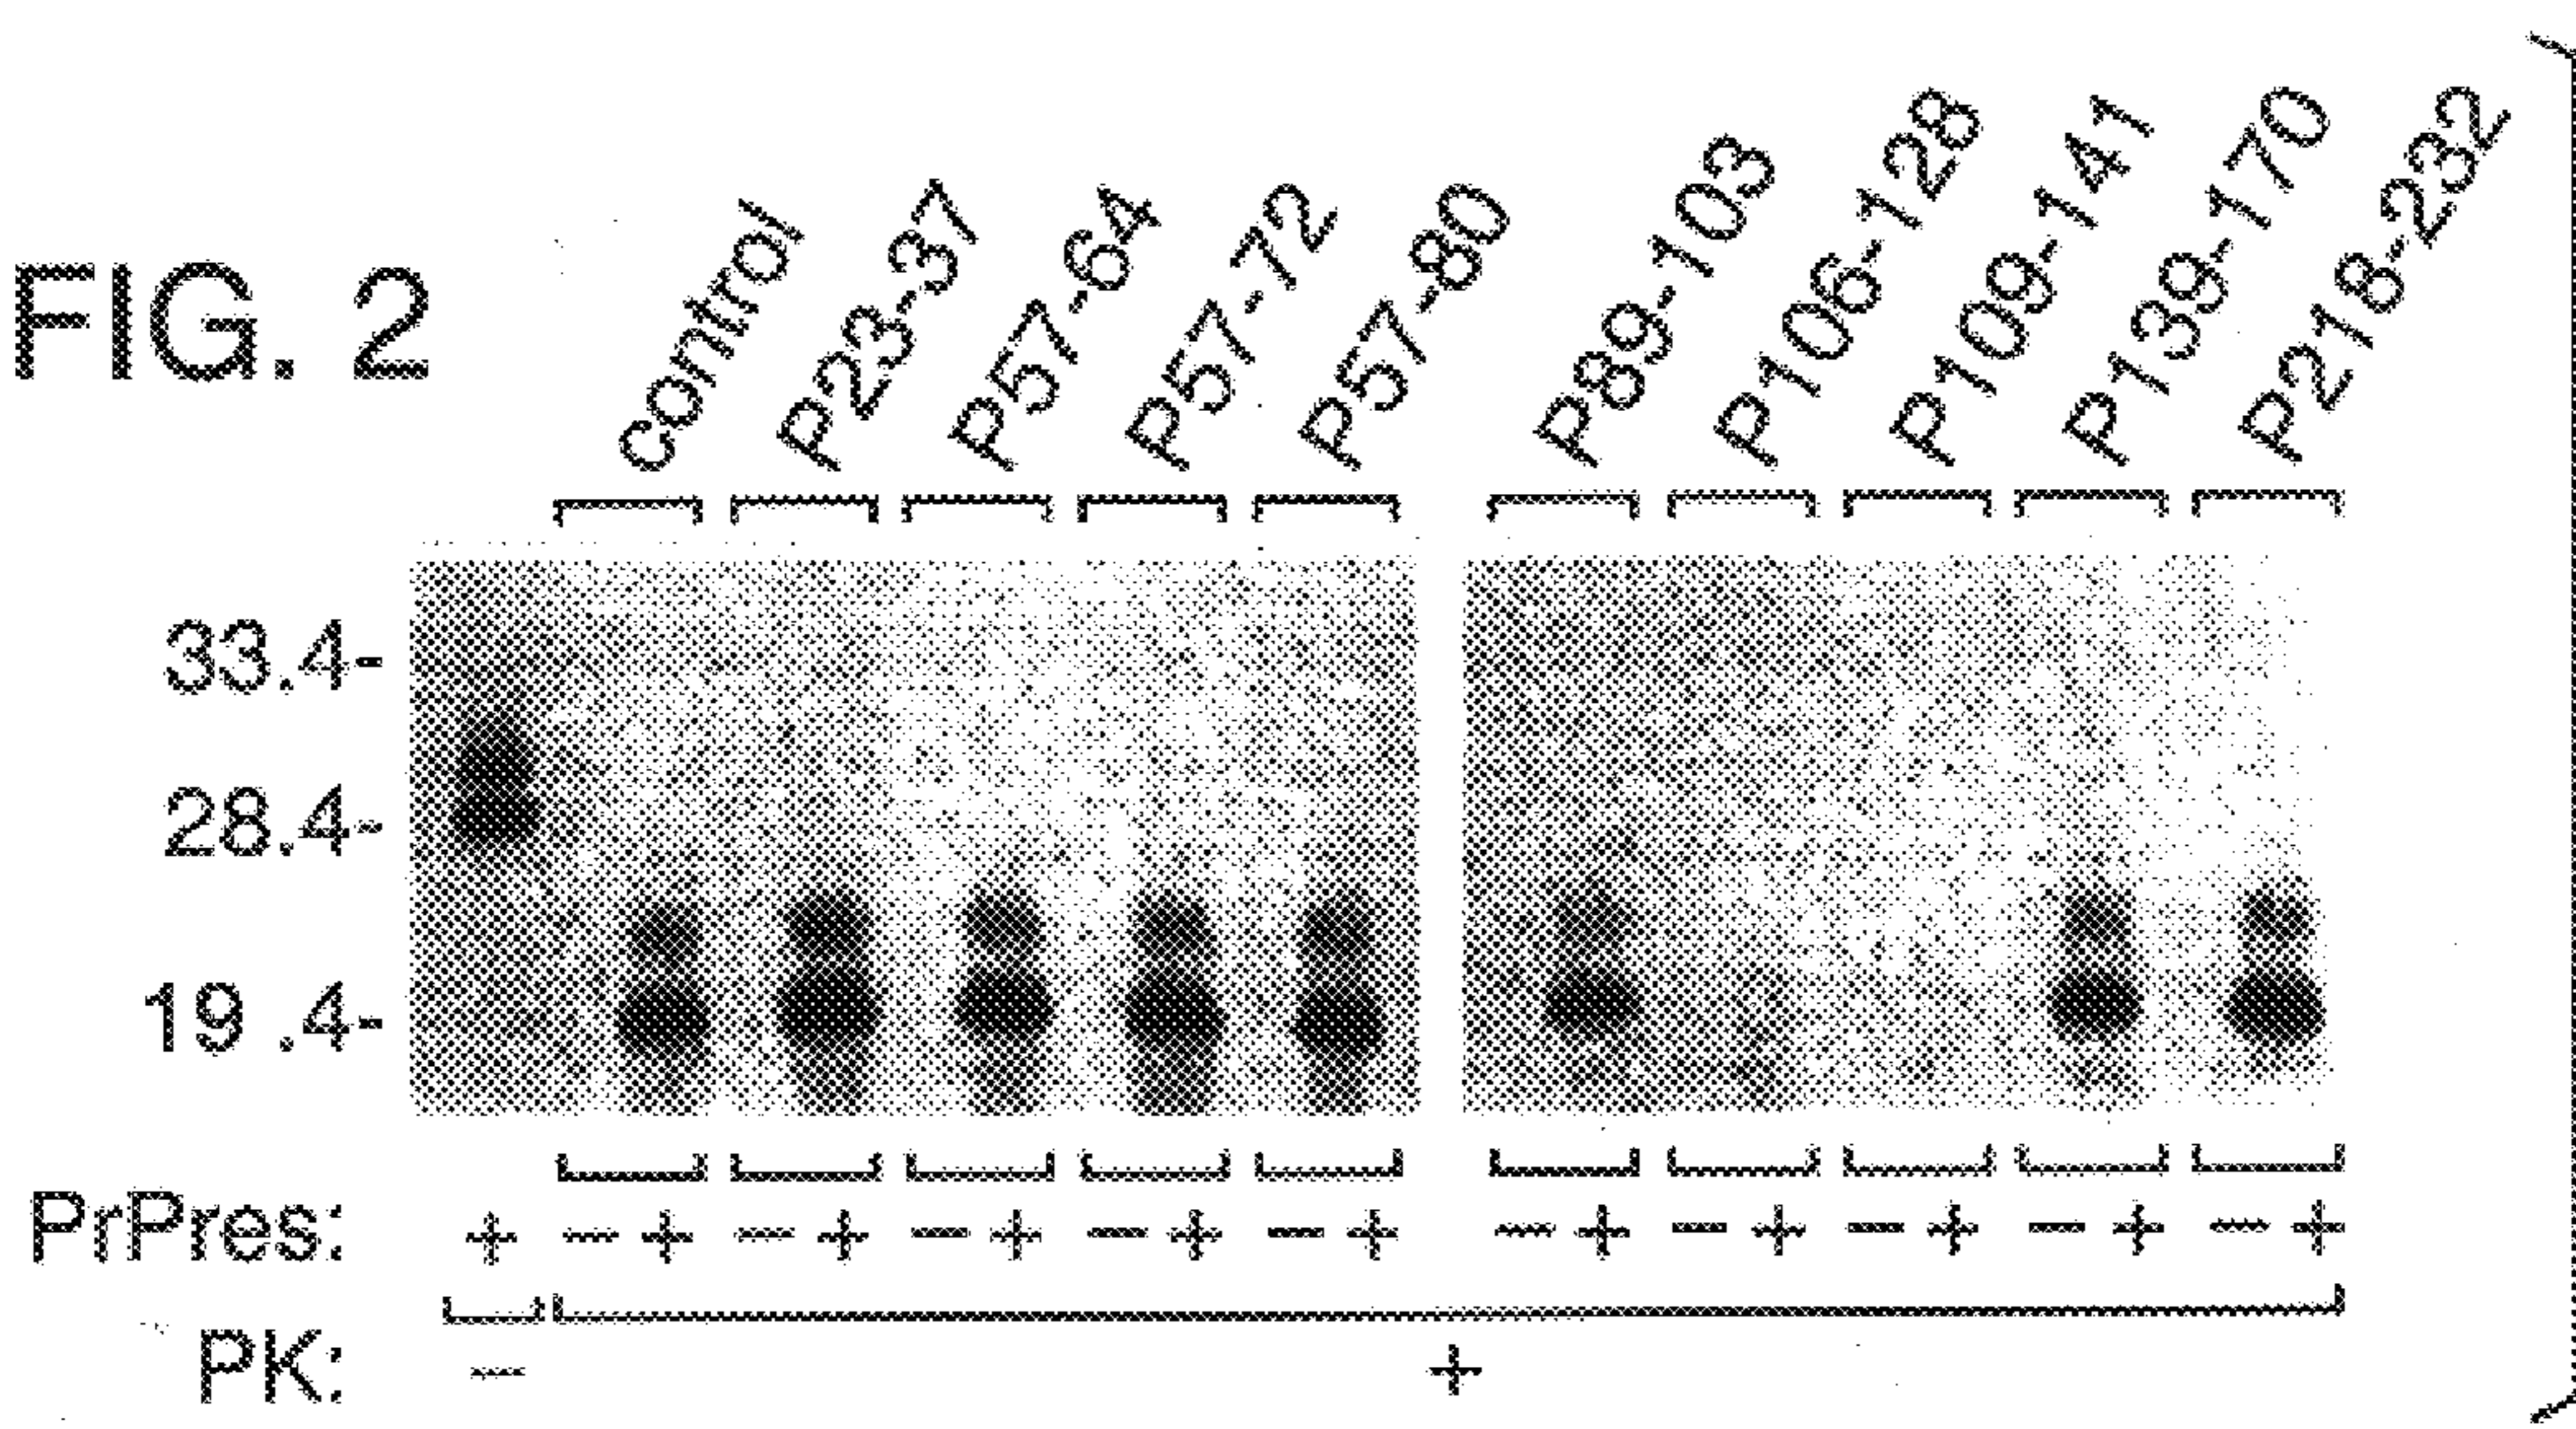 FIG. 2
control P23-37 P57-64 P57-72 P57-80 P89-103 P106-128 P109-141 P139-170 P218-232
33.4-
28.4-
19 .4-
PrPres: + − + − + − + − + − + − + − + − + − + − +
PK: − +